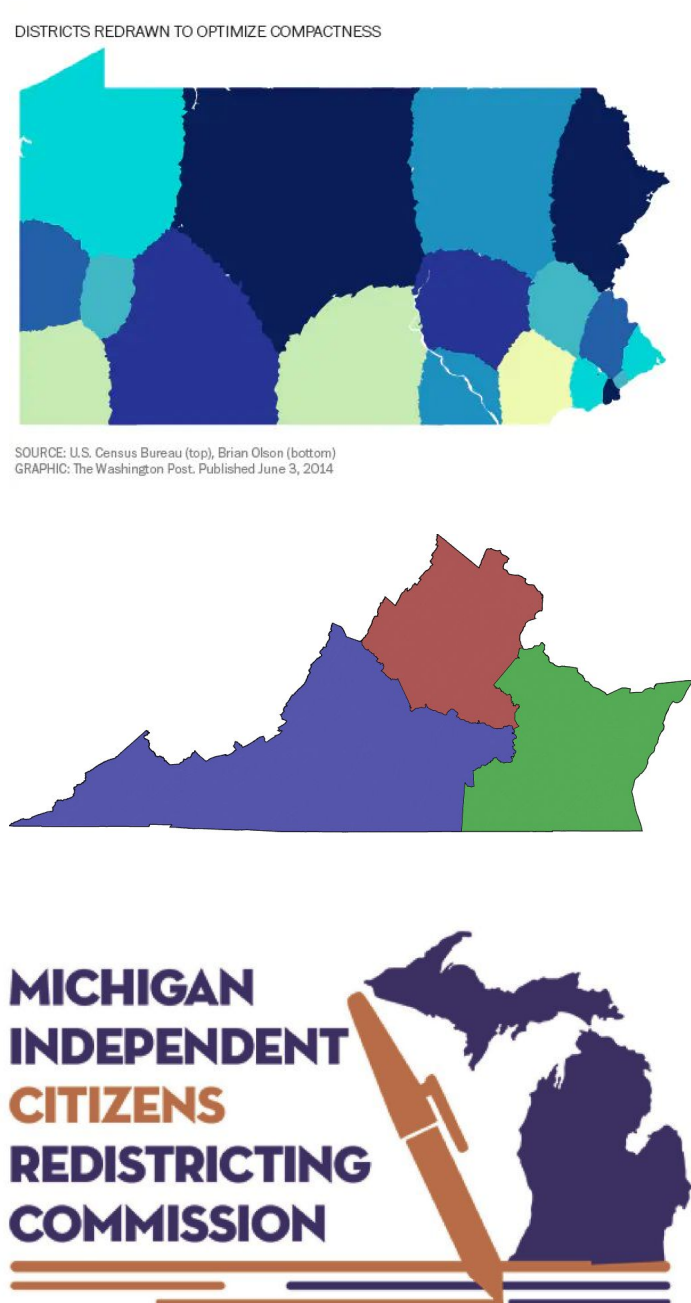 DISTRICTS REDRAWN TO OPTIMIZE COMPACTNESS
SOURCE: U.S. Census Bureau (top), Brian Olson (bottom)
GRAPHIC: The Washington Post. Published June 3, 2014
MICHIGAN
INDEPENDENT
CITIZENS
REDISTRICTING
COMMISSION